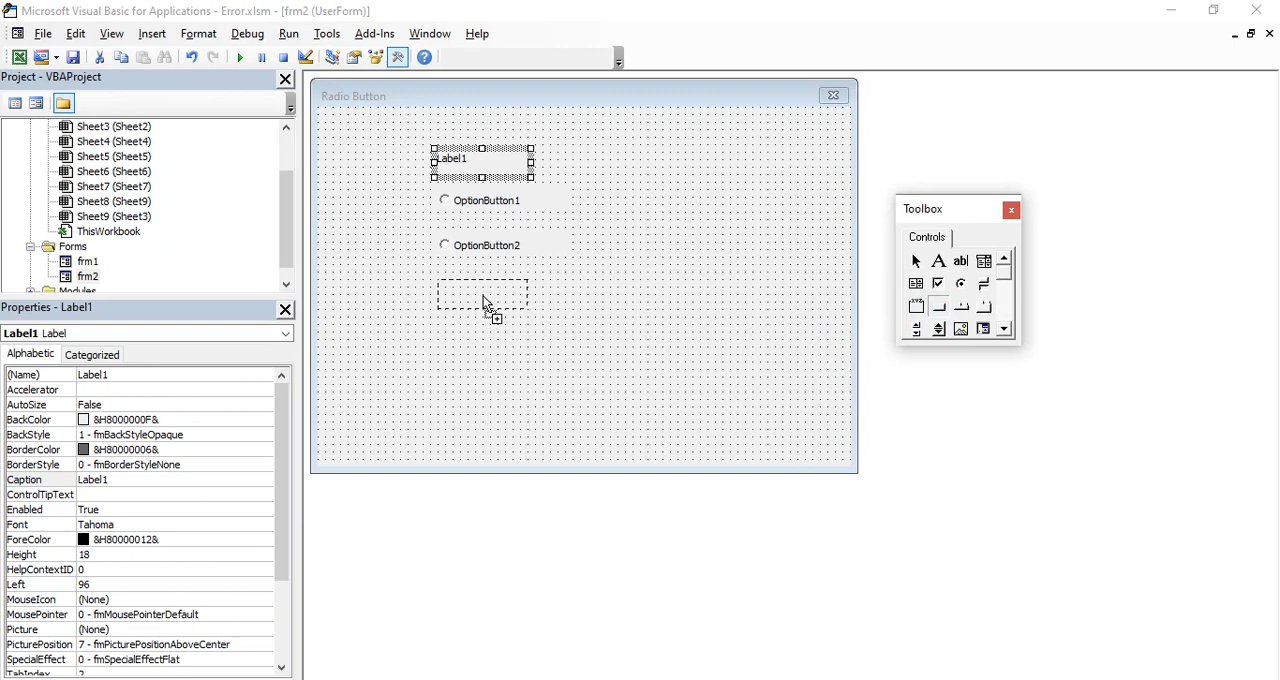 Microsoft Visual Basic for Applications - Error.xlsm - [frm2 (UserForm)]
File Edit View Insert Format Debug Run Tools Add-Ins Window Help
Project - VBAProject
Sheet3 (Sheet2)
Sheet4 (Sheet4)
Sheet5 (Sheet5)
Sheet6 (Sheet6)
Sheet7 (Sheet7)
Sheet8 (Sheet9)
Sheet9 (Sheet3)
ThisWorkbook
Forms
frm1
frm2
Modules
Properties - Label1
Label1 Label
Alphabetic Categorized
(Name) Label1
Accelerator
AutoSize False
BackColor &H8000000F&
BackStyle 1 - fmBackStyleOpaque
BorderColor &H80000006&
BorderStyle 0 - fmBorderStyleNone
Caption Label1
ControlTipText
Enabled True
Font Tahoma
ForeColor &H80000012&
Height 18
HelpContextID 0
Left 96
MouseIcon (None)
MousePointer 0 - fmMousePointerDefault
Picture (None)
PicturePosition 7 - fmPicturePositionAboveCenter
SpecialEffect 0 - fmSpecialEffectFlat
TabIndex 2
Radio Button
Label1
OptionButton1
OptionButton2
Toolbox
Controls
A ab|
xyz